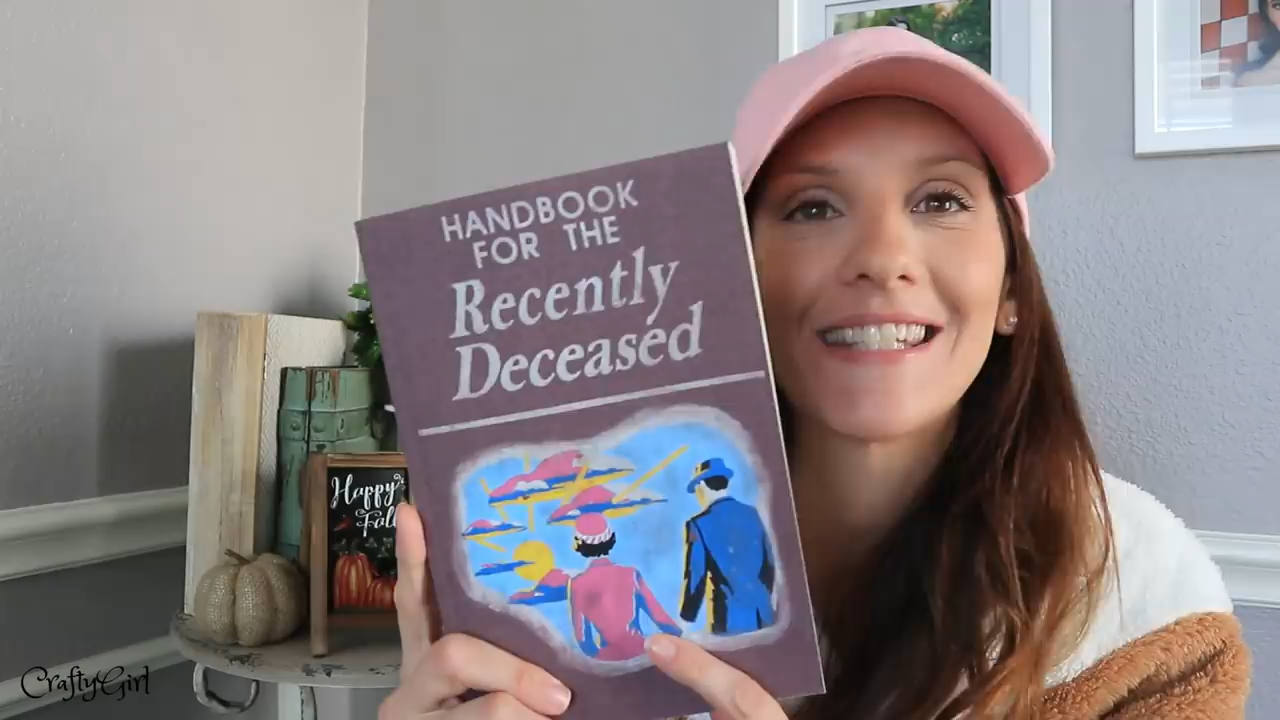 HANDBOOK
FOR THE
Recently
Deceased
Happy
Fall
CraftyGirl